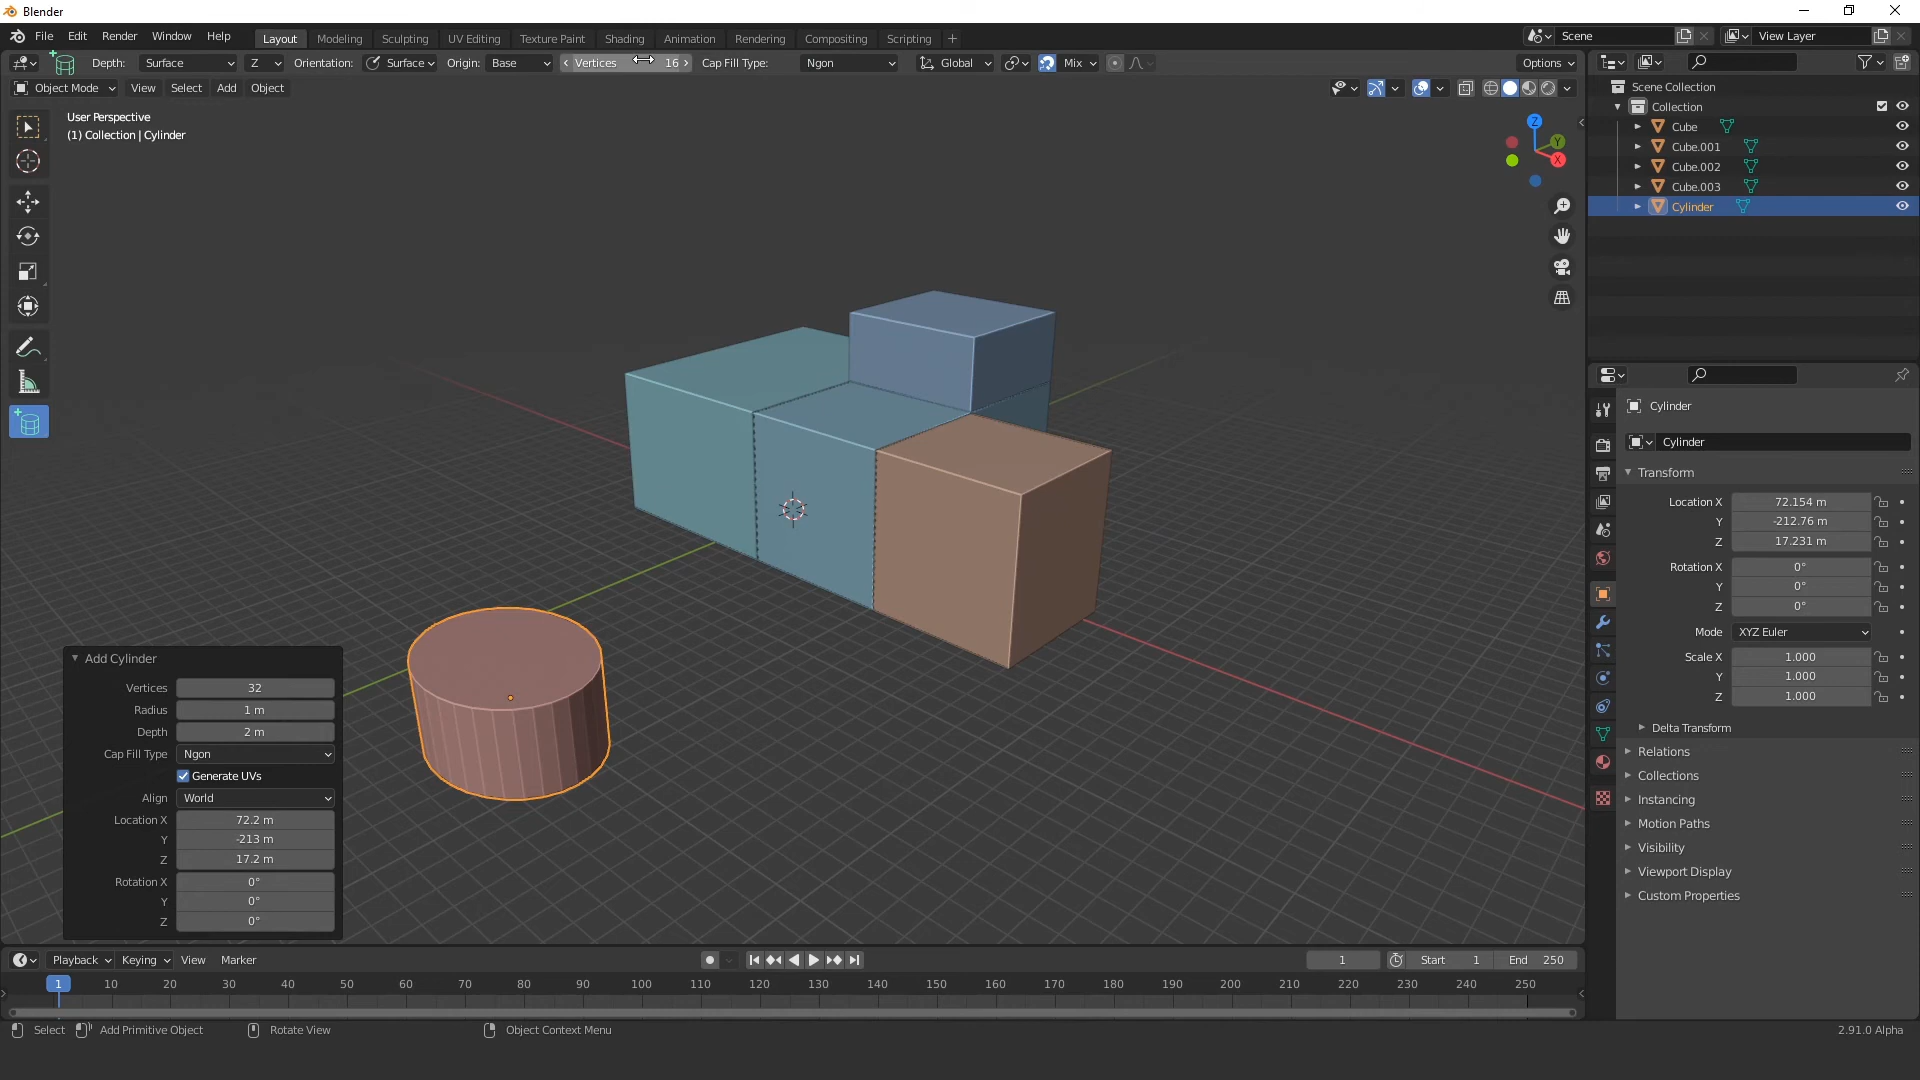 Blender
File Edit Render Window Help
Layout Modeling Sculpting UV Editing Texture Paint Shading Animation Rendering Compositing Scripting +
Scene View Layer
Depth: Surface Z Orientation: Surface Origin: Base Vertices 16 Cap Fill Type: Ngon Global Mix Options
Object Mode View Select Add Object
User Perspective
(1) Collection | Cylinder
Z
Y
X
Scene Collection
Collection
Cube
Cube.001
Cube.002
Cube.003
Cylinder
Cylinder
Cylinder
Transform
Location X 72.154 m
Y -212.76 m
Z 17.231 m
Rotation X 0°
Y 0°
Z 0°
Mode XYZ Euler
Scale X 1.000
Y 1.000
Z 1.000
Delta Transform
Relations
Collections
Instancing
Motion Paths
Visibility
Viewport Display
Custom Properties
Add Cylinder
Vertices 32
Radius 1 m
Depth 2 m
Cap Fill Type Ngon
Generate UVs
Align World
Location X 72.2 m
Y -213 m
Z 17.2 m
Rotation X 0°
Y 0°
Z 0°
Playback Keying View Marker 1 Start 1 End 250
1 10 20 30 40 50 60 70 80 90 100 110 120 130 140 150 160 170 180 190 200 210 220 230 240 250
Select Add Primitive Object Rotate View Object Context Menu 2.91.0 Alpha